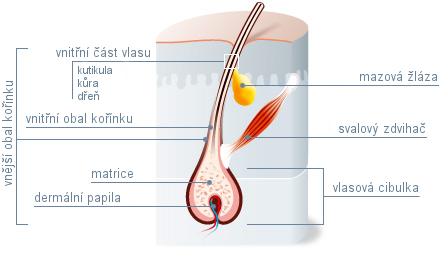 vnitřní část vlasu
kutikula
kůra
dřeň
mazová žláza
vnější obal kořínku
vnitřní obal kořínku
svalový zdvihač
matrice
dermální papila
vlasová cibulka